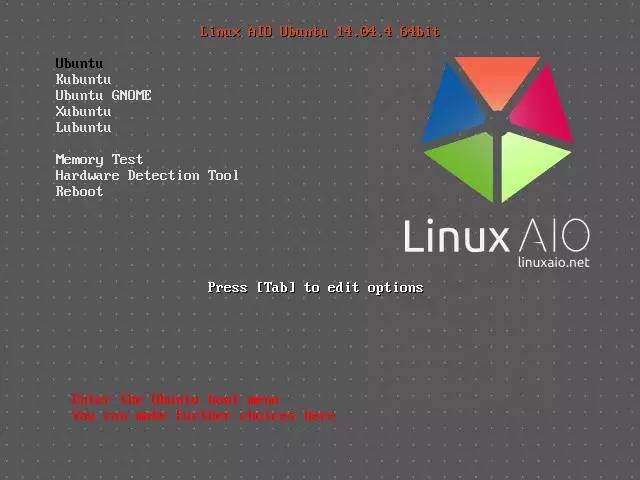 Linux AIO Ubuntu 14.04.4 64bit
Ubuntu
Kubuntu
Ubuntu GNOME
Xubuntu
Lubuntu
Memory Test
Hardware Detection Tool
Reboot
Linux AIO
linuxaio.net
Press [Tab] to edit options
Enter the Ubuntu boot menu
You can make further choices here